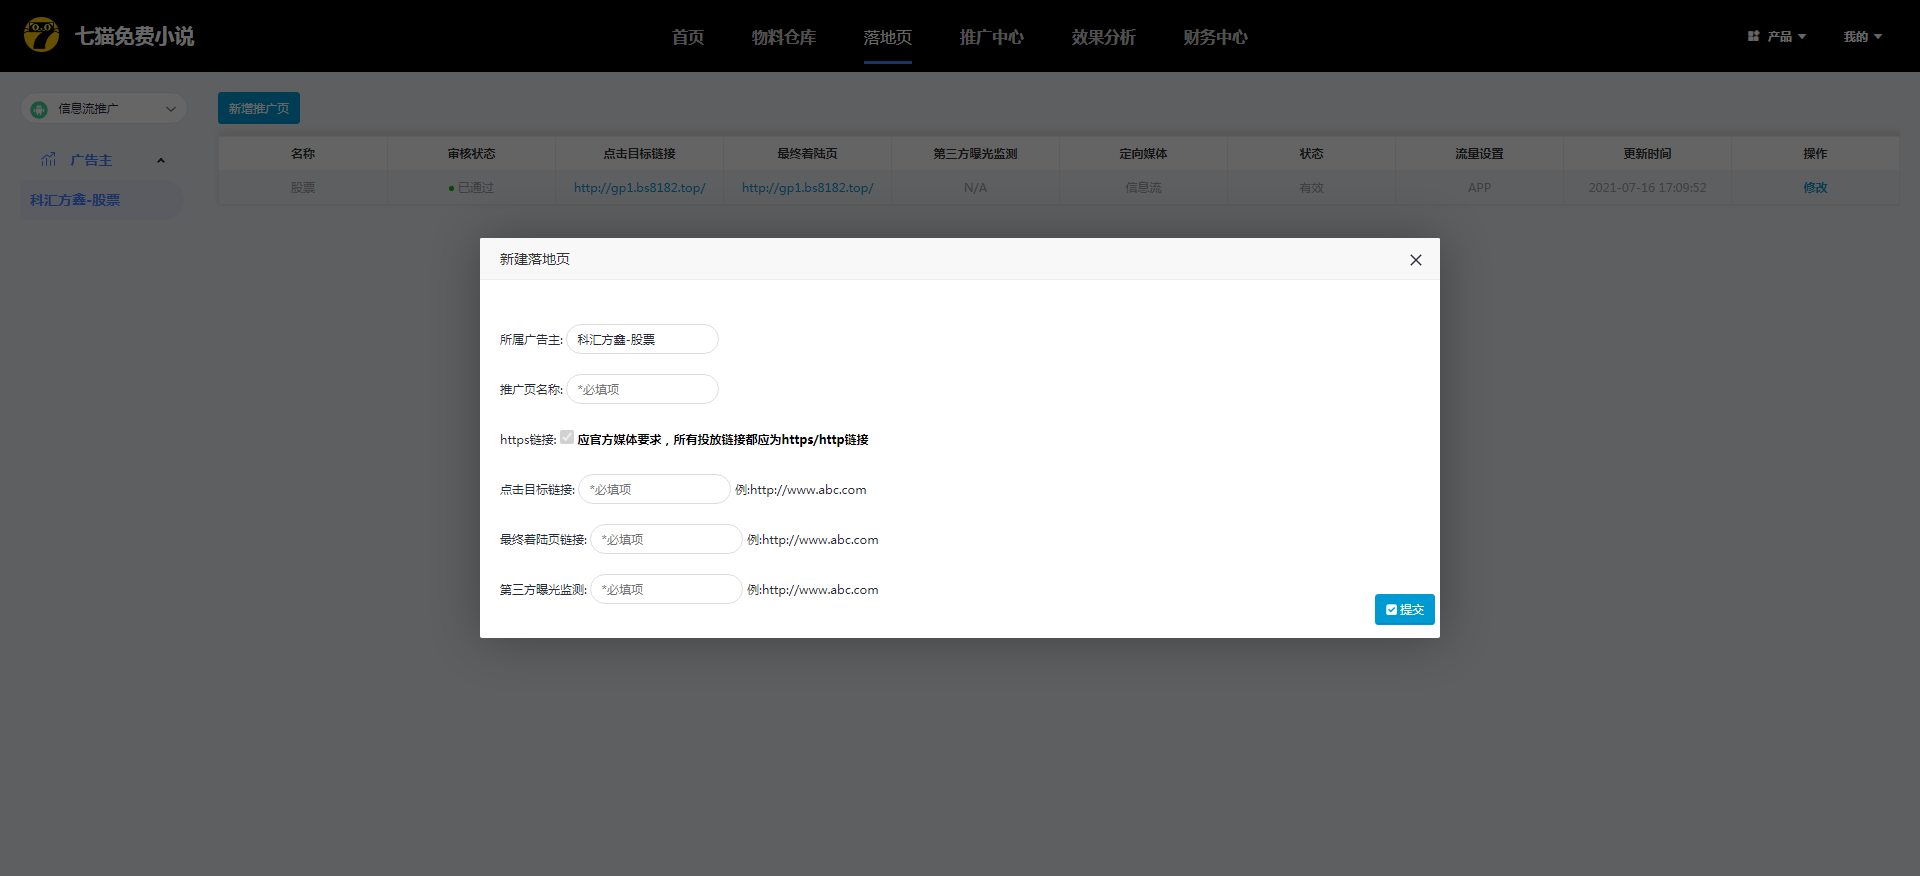 七猫免费小说
首页 物料仓库 落地页 推广中心 效果分析 财务中心
产品 我的
信息流推广
新增推广页
广告主
科汇方鑫-股票
名称 审核状态 点击目标链接 最终着陆页 第三方曝光监测 定向媒体 状态 流量设置 更新时间 操作
股票 已通过 http://gp1.bs8182.top/ http://gp1.bs8182.top/ N/A 信息流 有效 APP 2021-07-16 17:09:52 修改
新建落地页
所属广告主: 科汇方鑫-股票
推广页名称: *必填项
https链接: 应官方媒体要求，所有投放链接都应为https/http链接
点击目标链接: *必填项 例:http://www.abc.com
最终着陆页链接: *必填项 例:http://www.abc.com
第三方曝光监测: *必填项 例:http://www.abc.com
提交